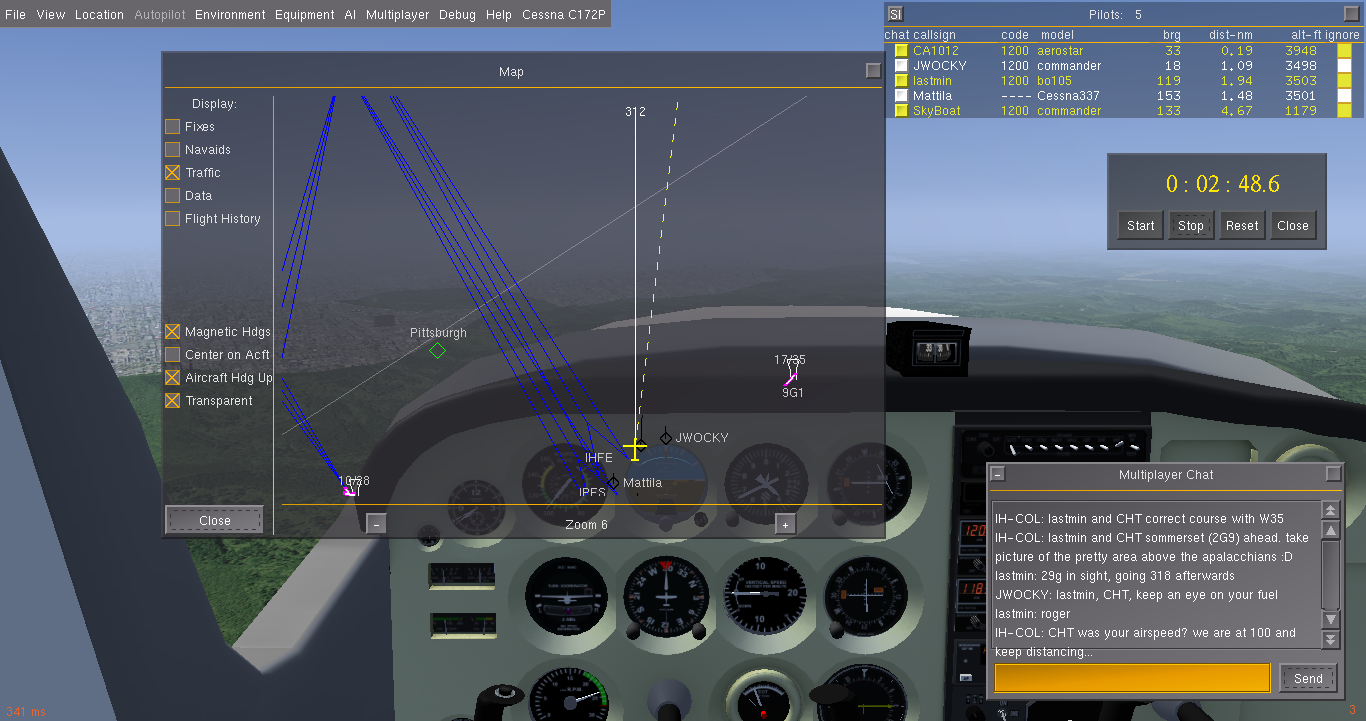 File View Location Autopilot Environment Equipment AI Multiplayer Debug Help Cessna C172P
SI Pilots: 5
chat callsign code model brg dist-nm alt-ft ignore
CA1012 1200 aerostar 33 0.19 3948
JWOCKY 1200 commander 18 1.09 3498
lastmin 1200 bo105 119 1.94 3503
Mattila ---- Cessna337 153 1.48 3501
SkyBoat 1200 commander 133 4.67 1179
Map
Display:
Fixes
Navaids
Traffic
Data
Flight History
Magnetic Hdgs
Center on Acft
Aircraft Hdg Up
Transparent
Close
312
Pittsburgh
17/35
9G1
JWOCKY
IHFE
Mattila
10/28
- Zoom 6 +
0 : 02 : 48.6
Start Stop Reset Close
- Multiplayer Chat
IH-COL: lastmin and CHT correct course with W35
IH-COL: lastmin and CHT sommerset (2G9) ahead. take
picture of the pretty area above the apalacchians :D
lastmin: 29g in sight, going 318 afterwards
JWOCKY: lastmin, CHT, keep an eye on your fuel
lastmin: roger
IH-COL: CHT was your airspeed? we are at 100 and
keep distancing...
Send
341 ms
3